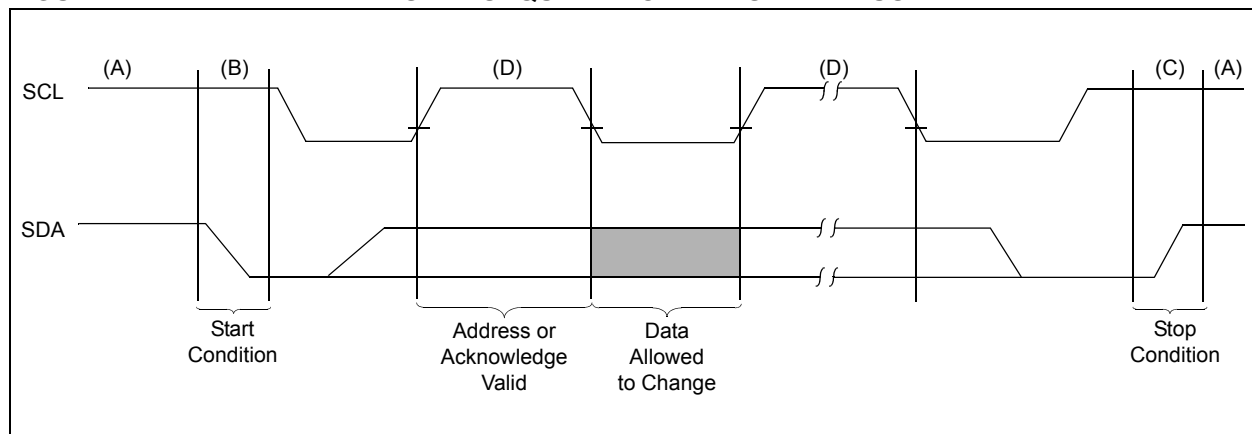 (A) (B) (D) (D) (C) (A)
SCL
SDA
Start
Condition
Address or
Acknowledge
Valid
Data
Allowed
to Change
Stop
Condition